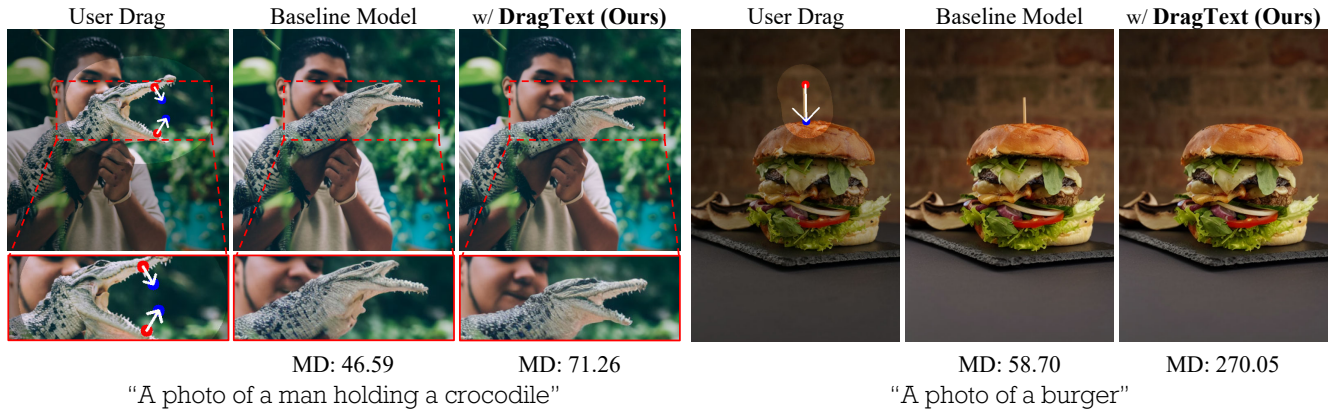 User Drag Baseline Model w/ DragText (Ours) User Drag Baseline Model w/ DragText (Ours)
MD: 46.59 MD: 71.26 MD: 58.70 MD: 270.05
“A photo of a man holding a crocodile” “A photo of a burger”